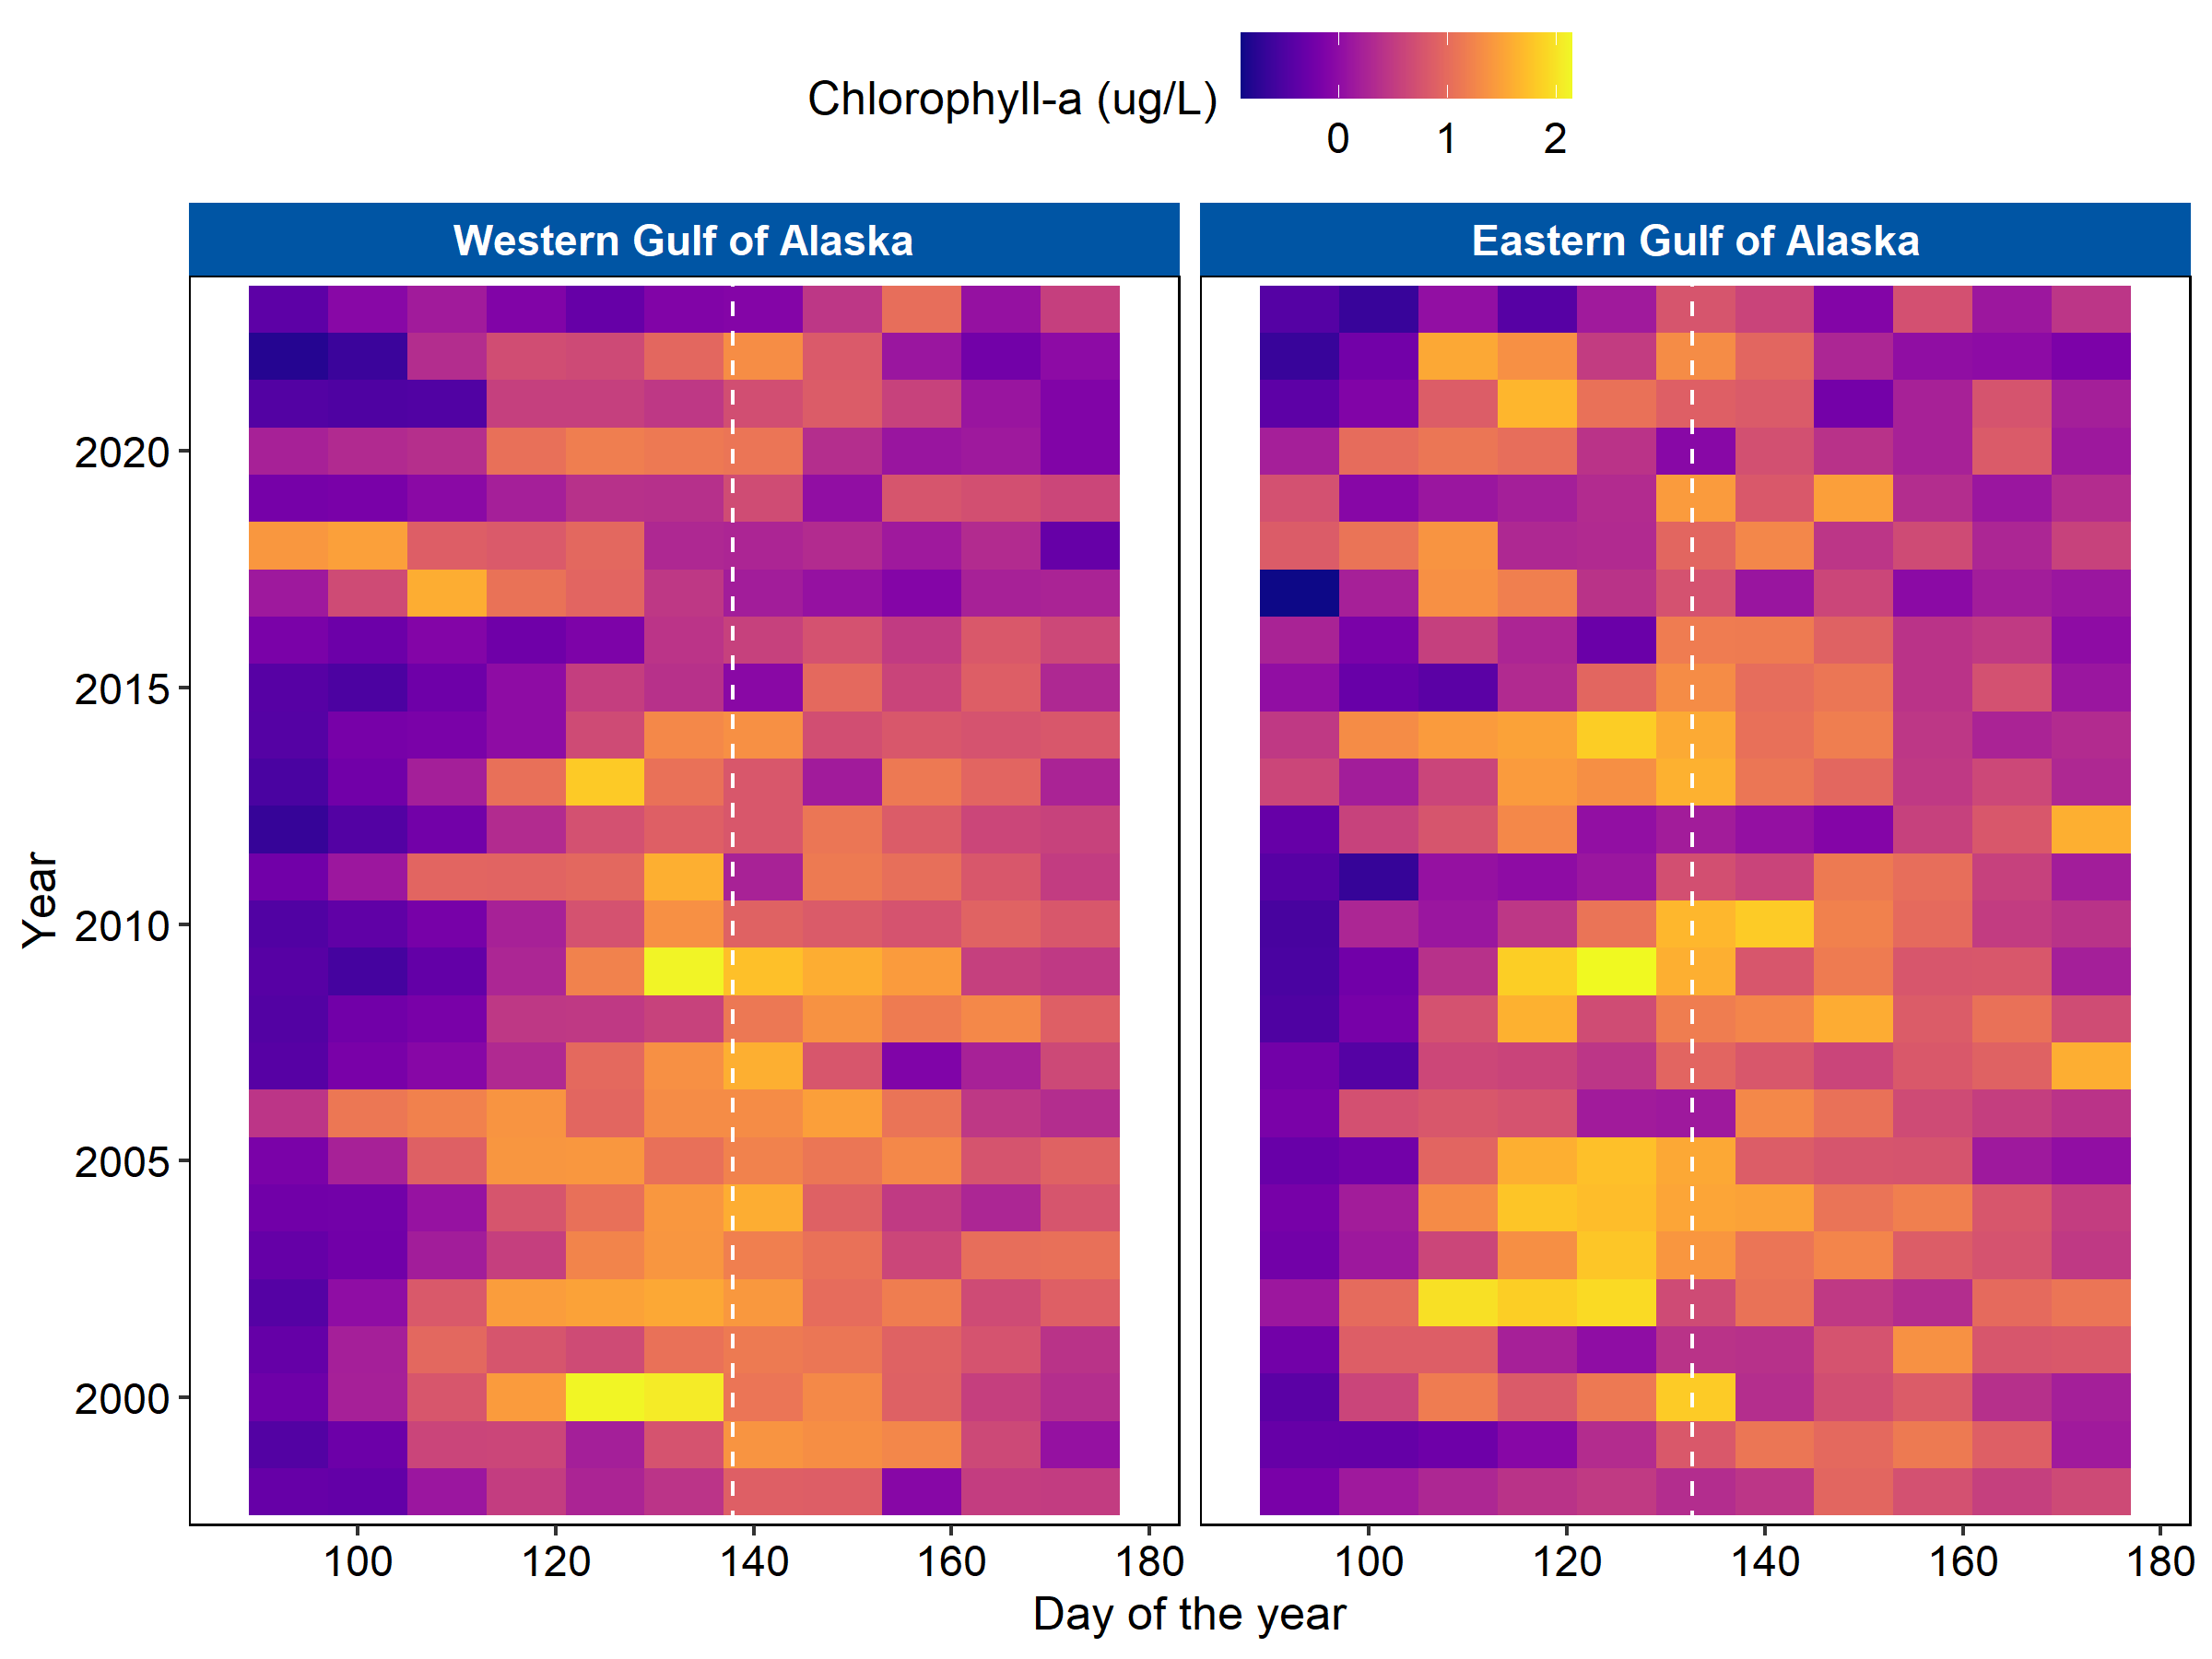 Chlorophyll-a (ug/L)
0 1 2
Western Gulf of Alaska Eastern Gulf of Alaska
Year
2020
2015
2010
2005
2000
100 120 140 160 180 100 120 140 160 180
Day of the year